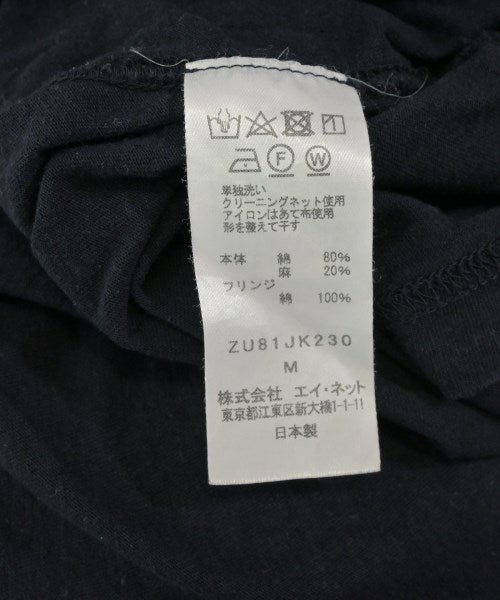 F W
単独洗い
クリーニングネット使用
アイロンはあて布使用
形を整えて干す
本体 綿 80%
麻 20%
フリンジ
綿 100%
ZU81JK230
M
株式会社 エイ・ネット
東京都江東区新大橋1-1-11
日本製